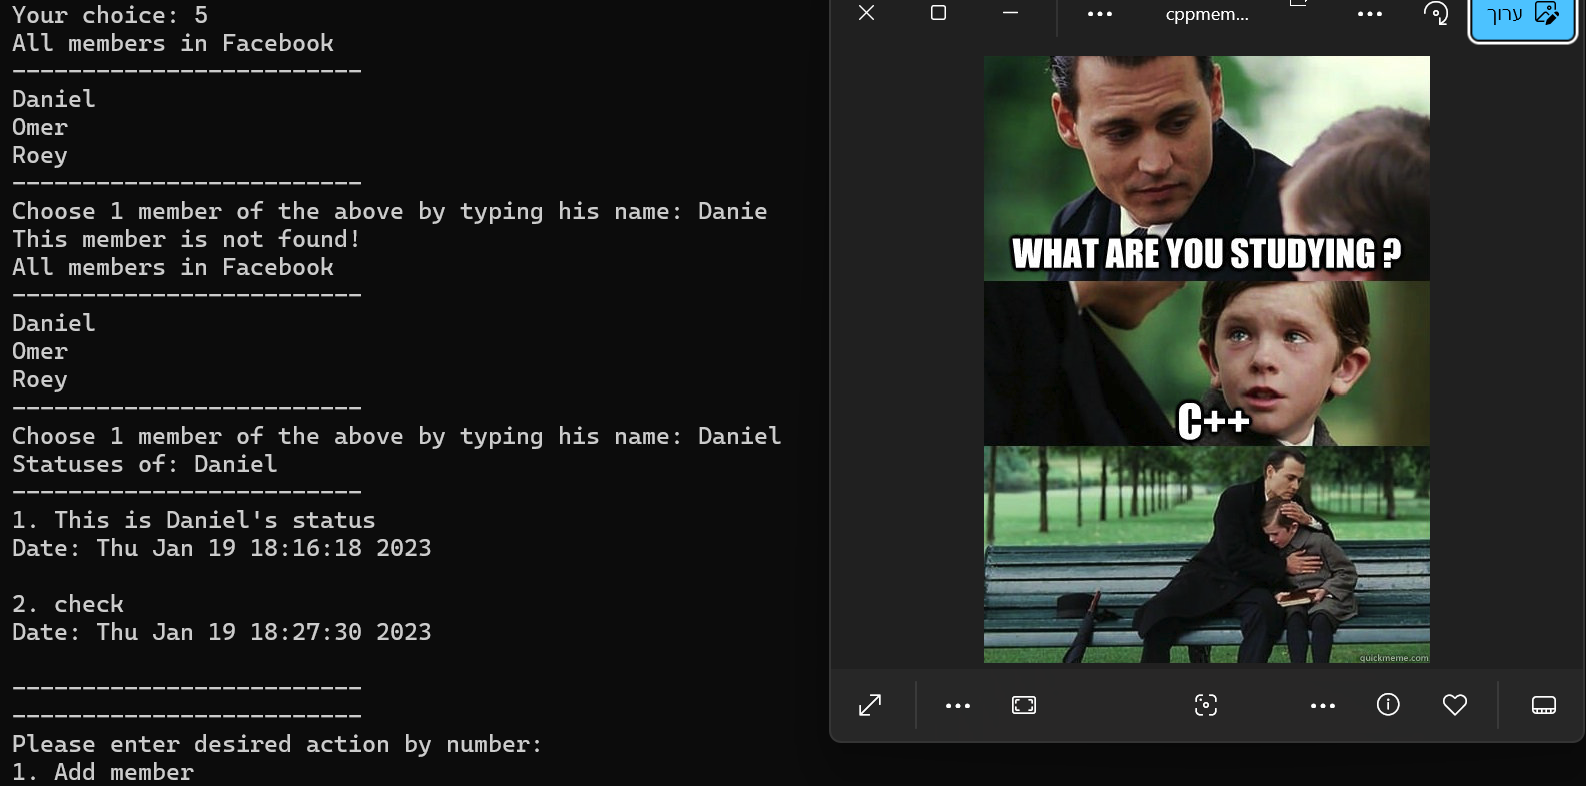 Your choice: 5
All members in Facebook
-------------------------
Daniel
Omer
Roey
-------------------------
Choose 1 member of the above by typing his name: Danie
This member is not found!
All members in Facebook
-------------------------
Daniel
Omer
Roey
-------------------------
Choose 1 member of the above by typing his name: Daniel
Statuses of: Daniel
-------------------------
1. This is Daniel's status
Date: Thu Jan 19 18:16:18 2023
2. check
Date: Thu Jan 19 18:27:30 2023
-------------------------
-------------------------
Please enter desired action by number:
1. Add member
cppmem...
ערוך
WHAT ARE YOU STUDYING ?
C++
quickmeme.com